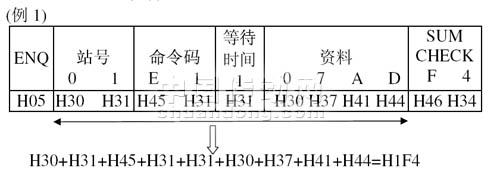 (例 1)
ENQ 站号 命令码 等待时间 资料 SUM CHECK
0 1 E 1 1 0 7 A D F 4
H05 H30 H31 H45 H31 H31 H30 H37 H41 H44 H46 H34
H30+H31+H45+H31+H31+H30+H37+H41+H44=H1F4